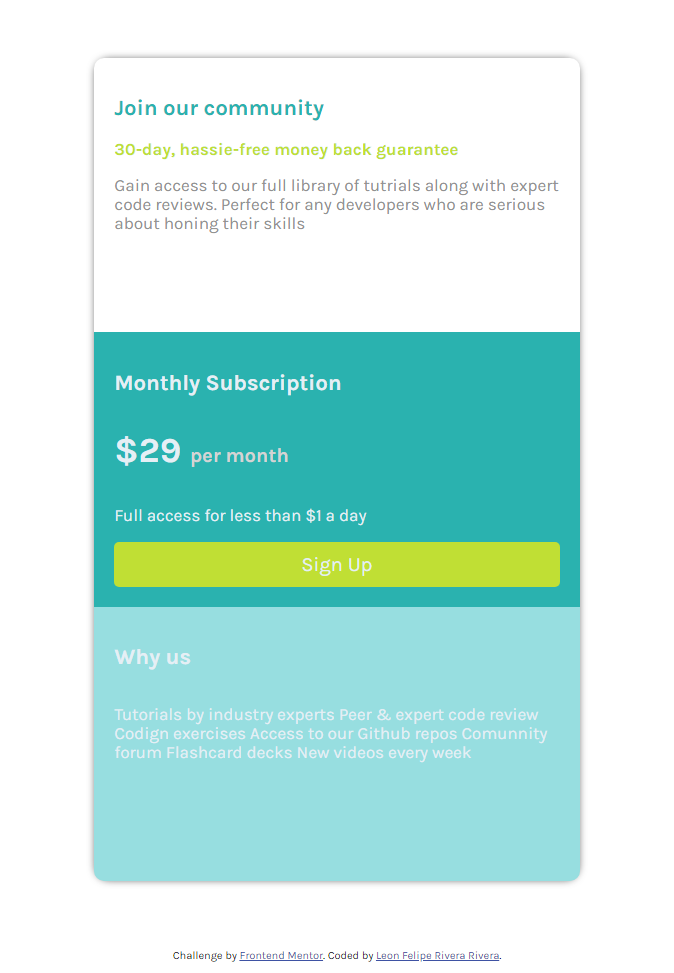 Join our community
30-day, hassie-free money back guarantee
Gain access to our full library of tutrials along with expert
code reviews. Perfect for any developers who are serious
about honing their skills
Monthly Subscription
$29 per month
Full access for less than $1 a day
Sign Up
Why us
Tutorials by industry experts Peer & expert code review
Codign exercises Access to our Github repos Comunnity
forum Flashcard decks New videos every week
Challenge by Frontend Mentor. Coded by Leon Felipe Rivera Rivera.